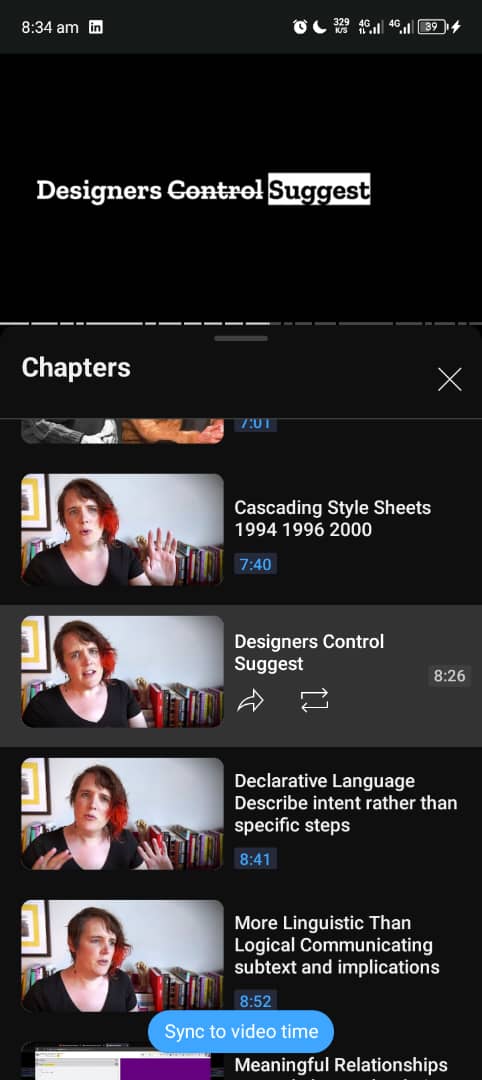 8:34 am in 329 K/S 4G 4G 39
Designers Control Suggest
Chapters
7:01
Cascading Style Sheets
1994 1996 2000
7:40
Designers Control
Suggest
8:26
Declarative Language
Describe intent rather than
specific steps
8:41
More Linguistic Than
Logical Communicating
subtext and implications
8:52
Sync to video time
Meaningful Relationships